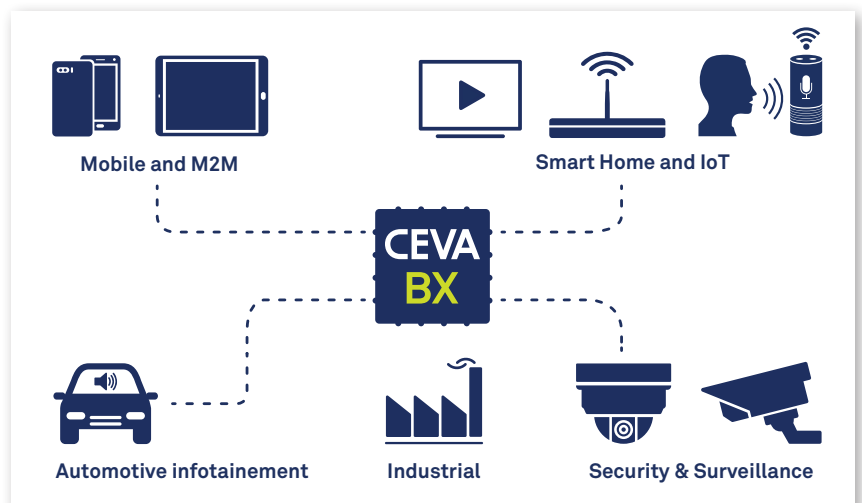 Mobile and M2M
Smart Home and IoT
CEVA
BX
Automotive infotainement
Industrial
Security & Surveillance